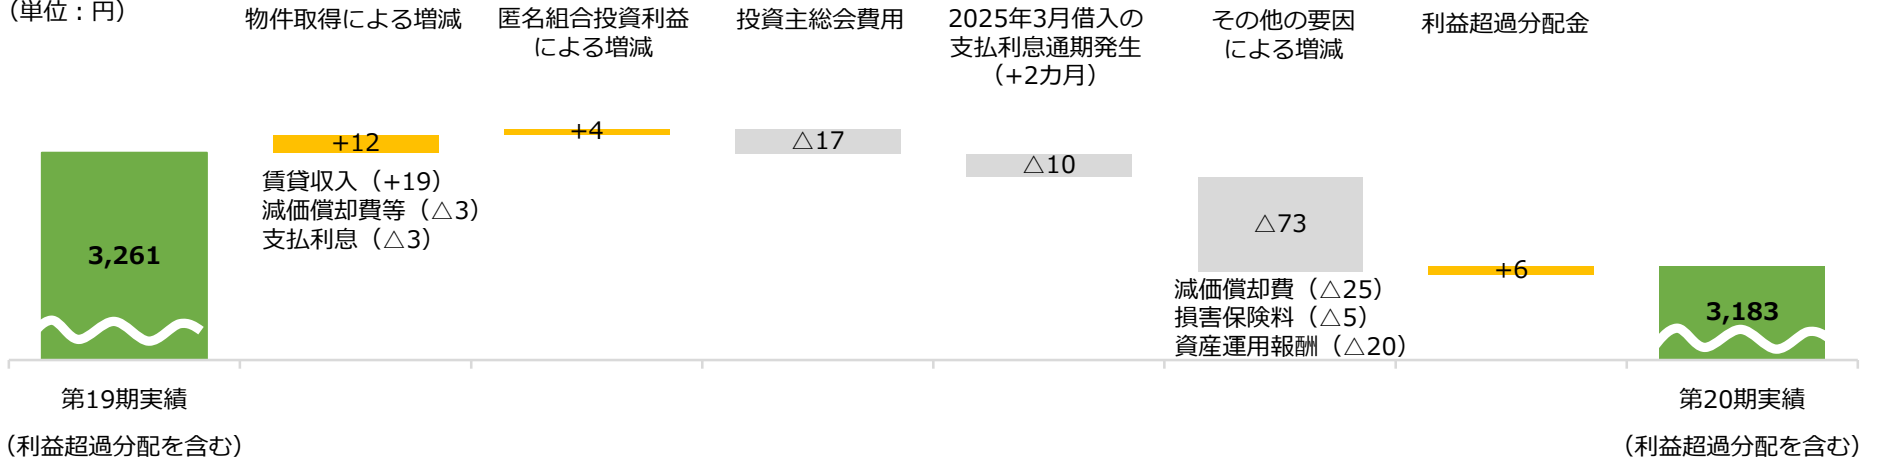 （単位：円）
物件取得による増減
匿名組合投資利益
による増減
投資主総会費用
2025年3月借入の
支払利息通期発生
（+2カ月）
その他の要因
による増減
利益超過分配金
3,261
+12
賃貸収入（+19）
減価償却費等（△3）
支払利息（△3）
+4
△17
△10
△73
減価償却費（△25）
損害保険料（△5）
資産運用報酬（△20）
+6
3,183
第19期実績
（利益超過分配を含む）
第20期実績
（利益超過分配を含む）